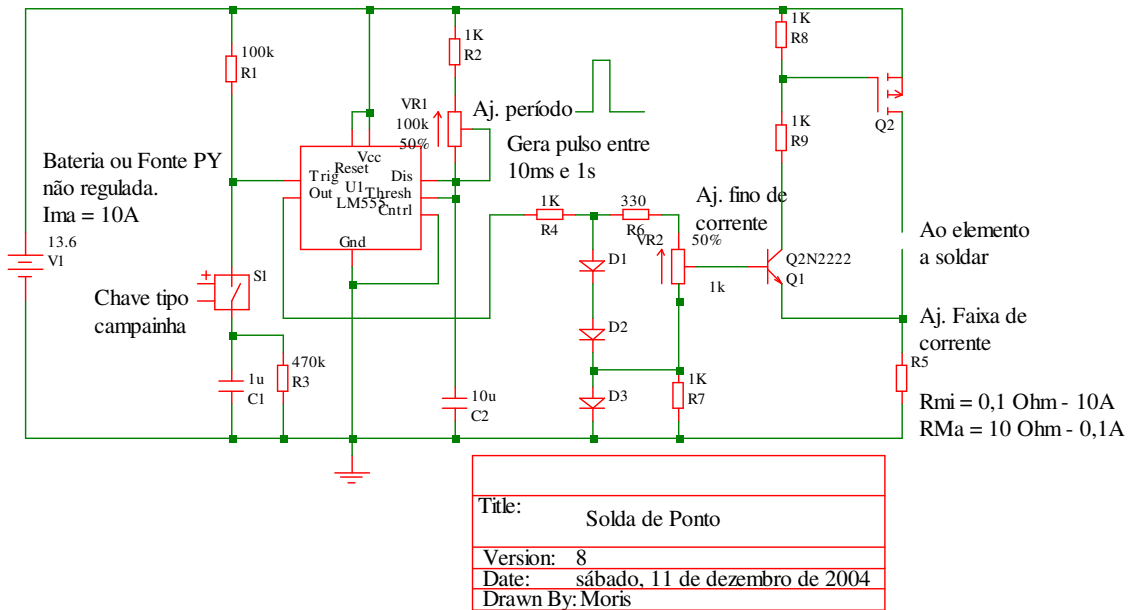 100k
R1
1K
R2
VR1
100k
50%
Aj. período
Gera pulso entre
10ms e 1s
1K
R8
1K
R9
Q2
Bateria ou Fonte PY
não regulada.
Ima = 10A
13.6
V1
Vcc
Reset
Trig
Dis
Out
U1
Thresh
LM555
Cntrl
Gnd
1K
R4
330
R6
VR2
50%
1k
Aj. fino de
corrente
Q2N2222
Q1
Ao elemento
a soldar
Chave tipo
campainha
S1
D1
D2
D3
Aj. Faixa de
corrente
R5
470k
R3
1u
C1
10u
C2
1K
R7
Rmi = 0,1 Ohm - 10A
RMa = 10 Ohm - 0,1A
Title:
Solda de Ponto
Version: 8
Date: sábado, 11 de dezembro de 2004
Drawn By: Moris